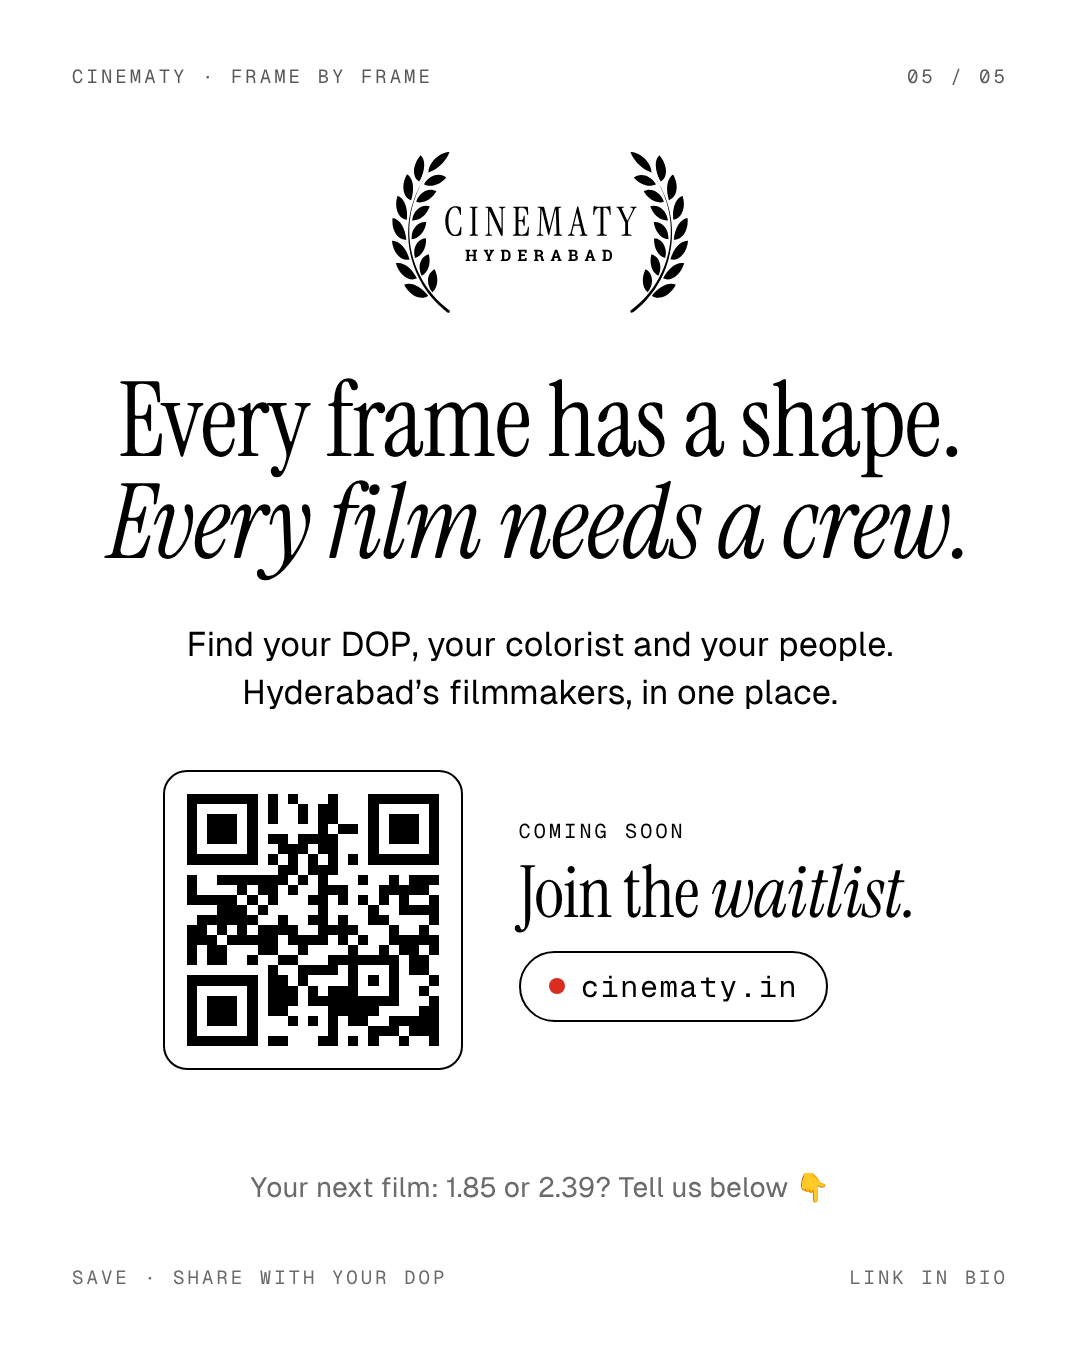 CINEMATY · FRAME BY FRAME
05 / 05
CINEMATY
HYDERABAD
Every frame has a shape.
Every film needs a crew.
Find your DOP, your colorist and your people.
Hyderabad’s filmmakers, in one place.
COMING SOON
Join the waitlist.
cinematy.in
Your next film: 1.85 or 2.39? Tell us below 👇
SAVE · SHARE WITH YOUR DOP
LINK IN BIO